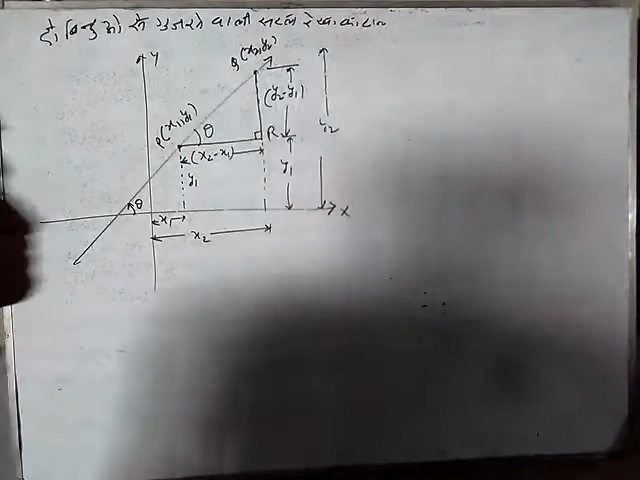 दो बिन्दुओ से गुजरने वाली सरल रेखा का ढाल
Y
Q(x₂,y₂)
P(x₁,y₁)
θ
(y₂-y₁)
R
y₂
(x₂-x₁)
y₁
y₁
θ
x₁
X
x₂